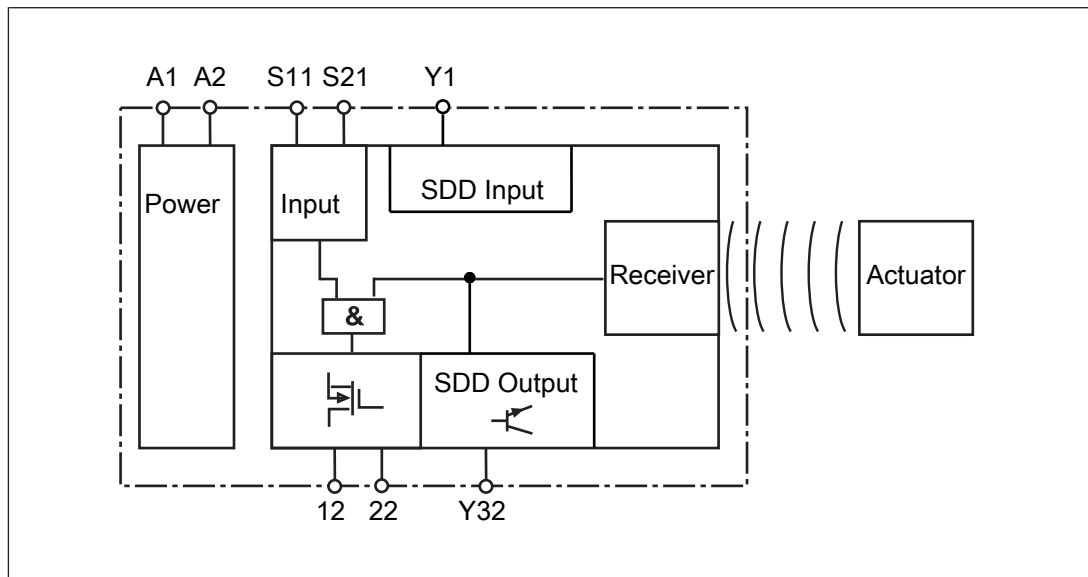 A1 A2 S11 S21 Y1
Power
Input
SDD Input
Receiver
Actuator
&
SDD Output
12 22 Y32